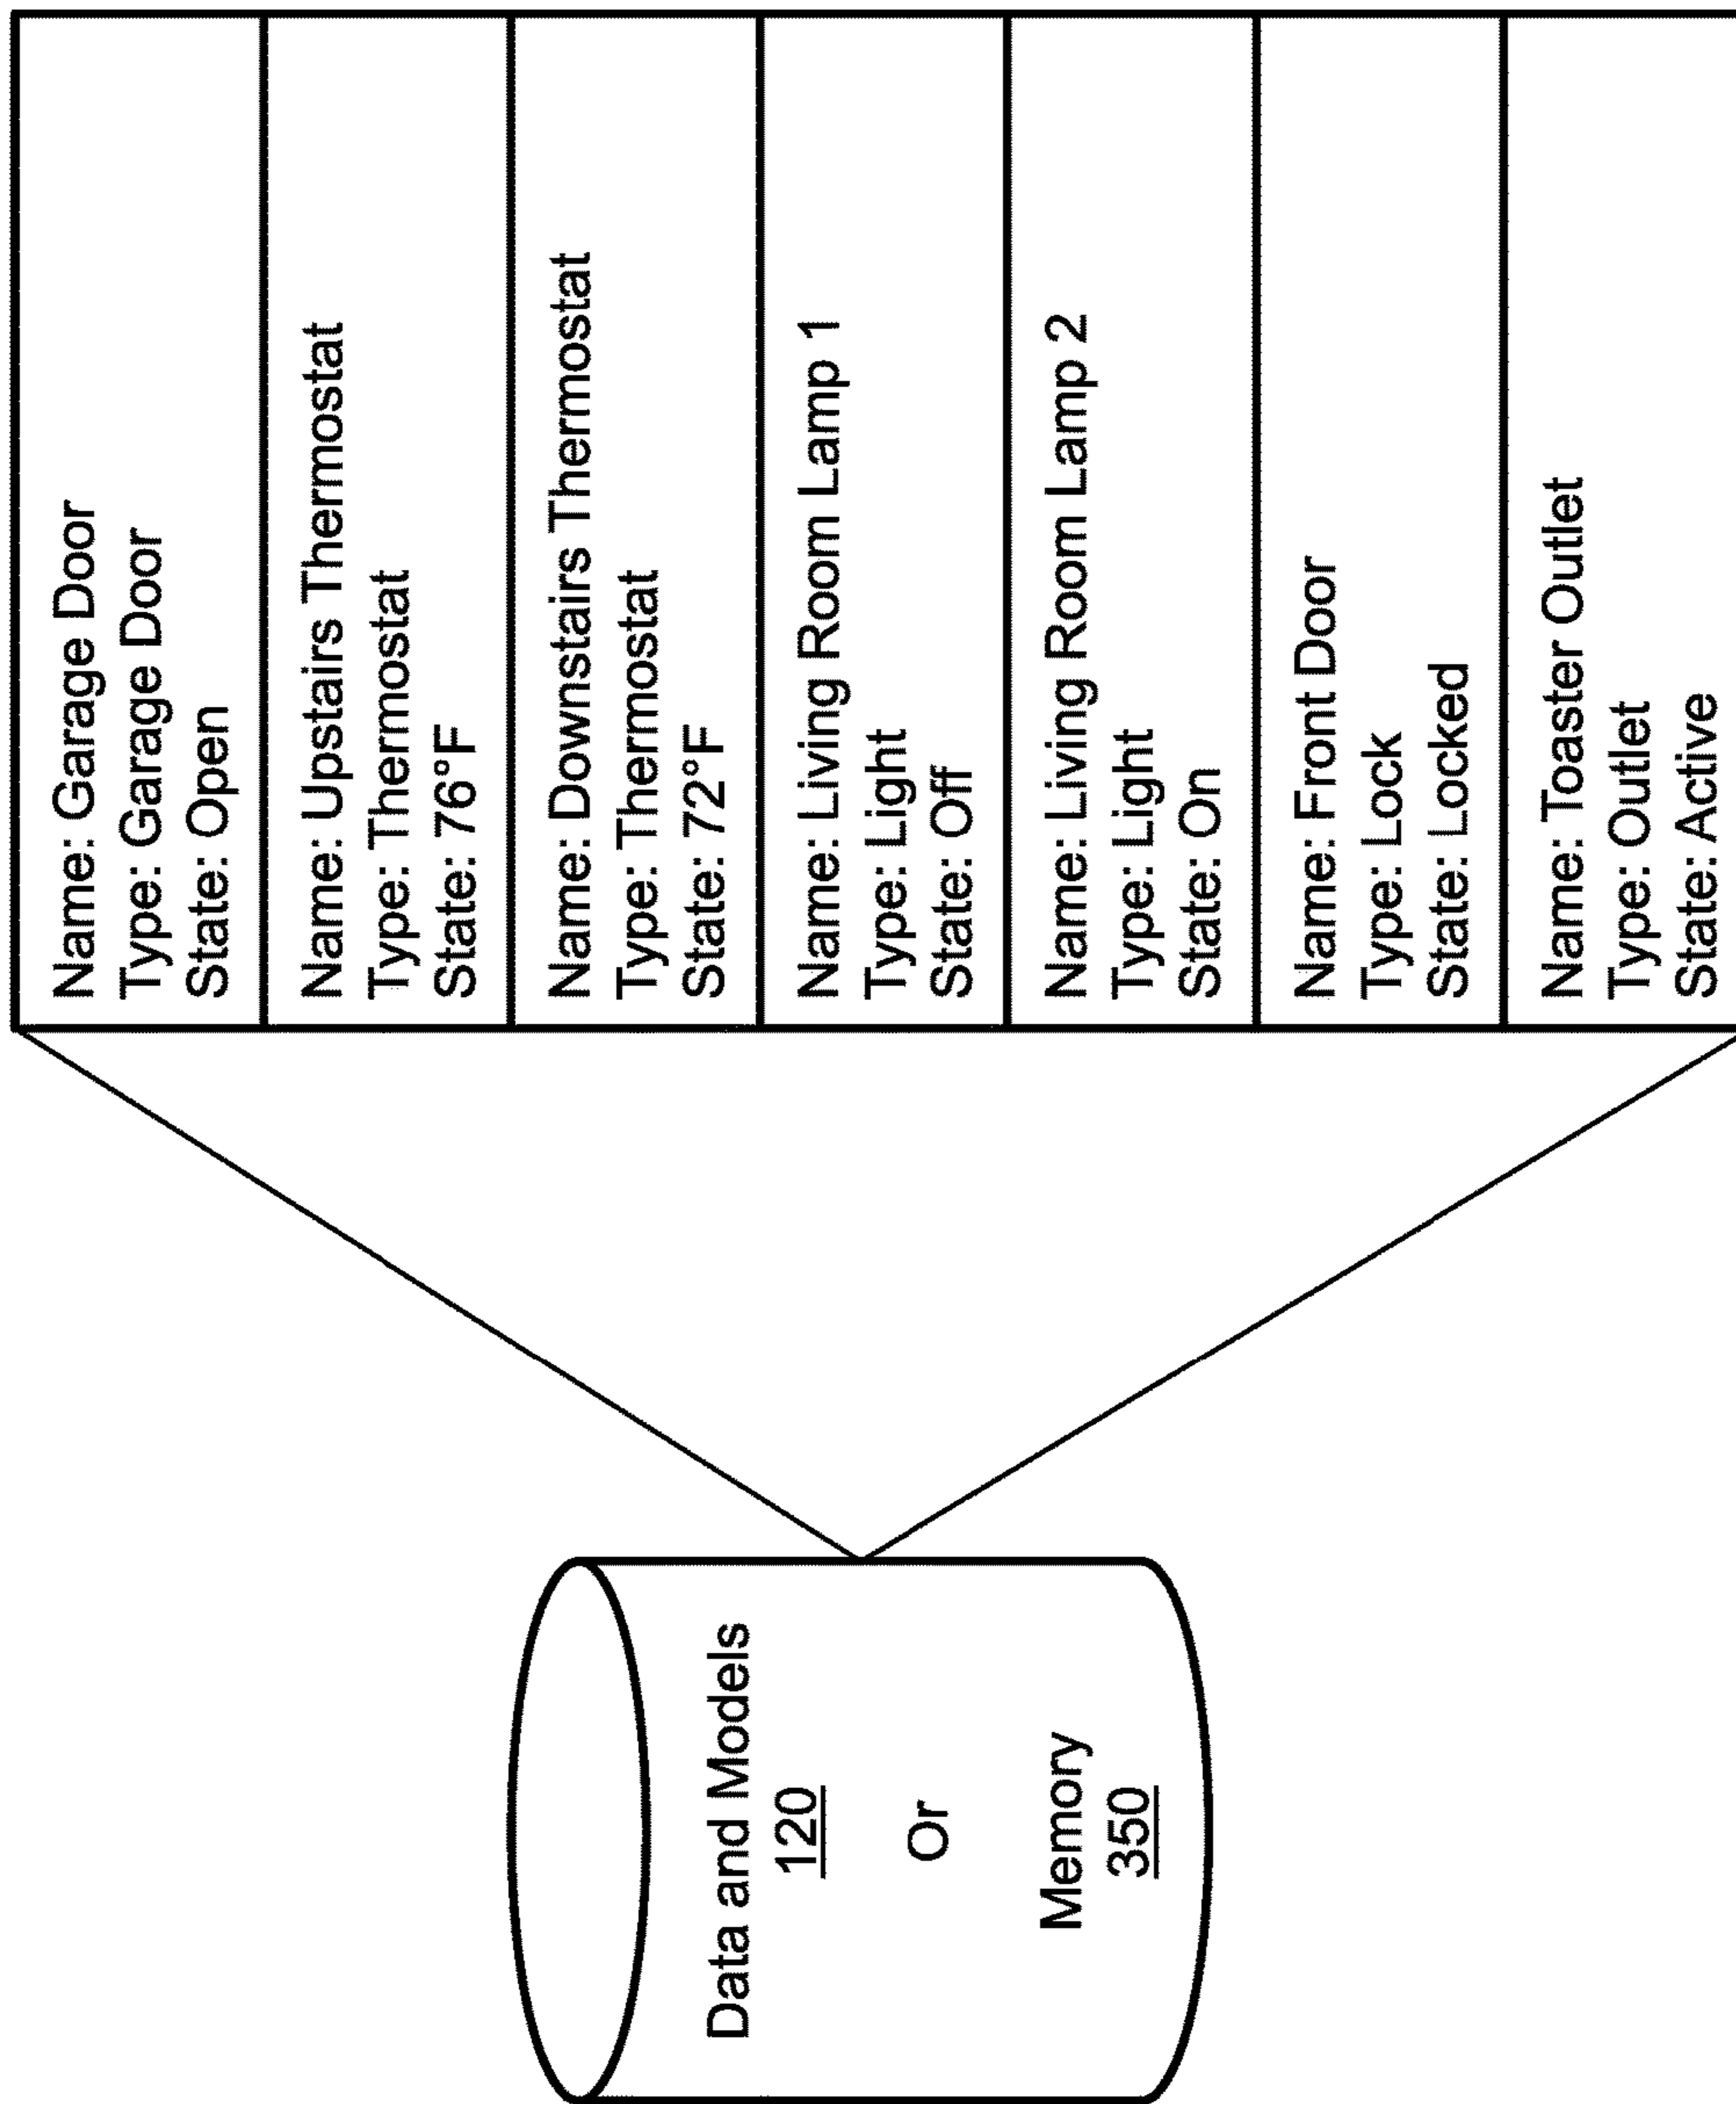 Data and Models
120
Or
Memory
350
Name: Garage Door
Type: Garage Door
State: Open
Name: Upstairs Thermostat
Type: Thermostat
State: 76°F
Name: Downstairs Thermostat
Type: Thermostat
State: 72°F
Name: Living Room Lamp 1
Type: Light
State: Off
Name: Living Room Lamp 2
Type: Light
State: On
Name: Front Door
Type: Lock
State: Locked
Name: Toaster Outlet
Type: Outlet
State: Active